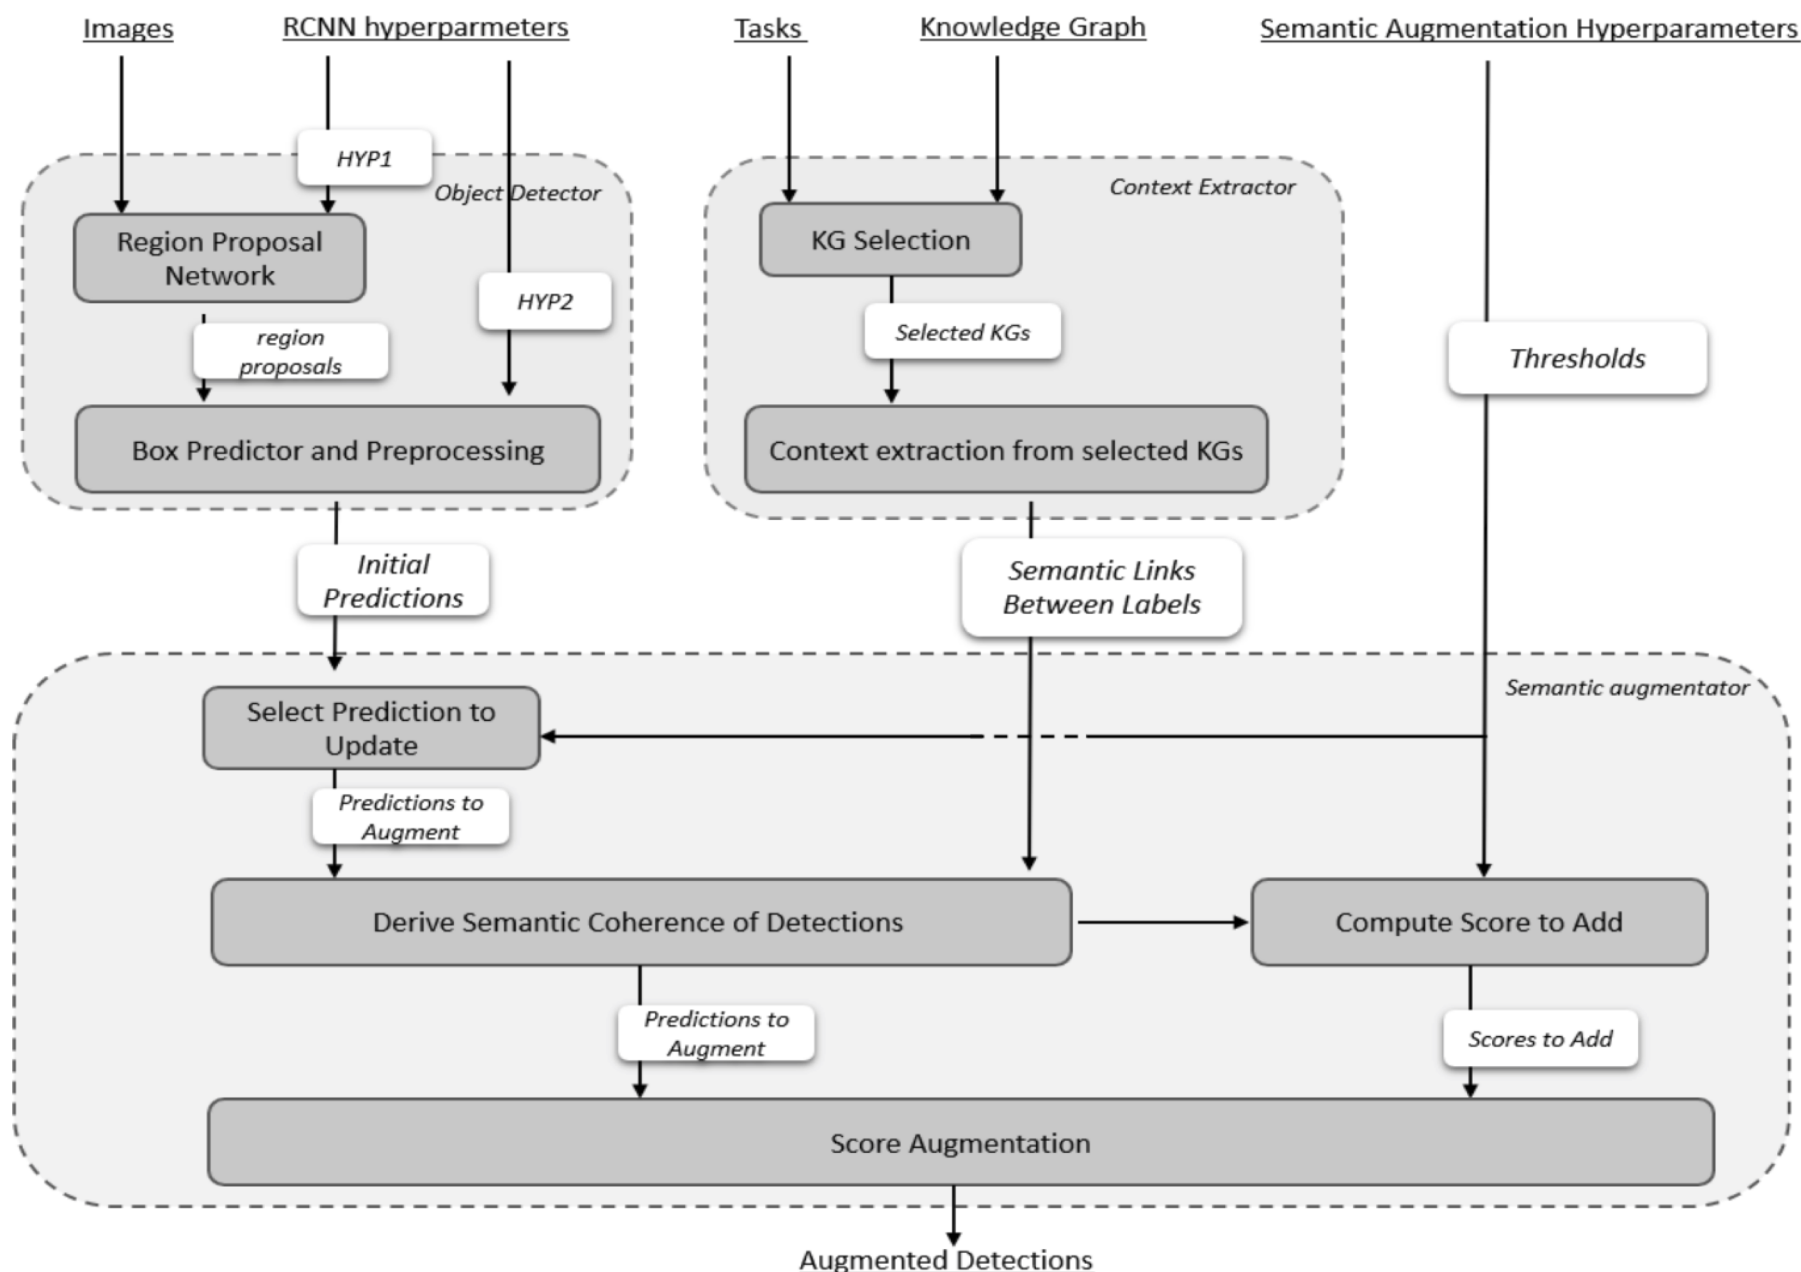 Images
RCNN hyperparmeters
Tasks
Knowledge Graph
Semantic Augmentation Hyperparameters
HYP1
Object Detector
Context Extractor
Region Proposal
Network
KG Selection
HYP2
region
proposals
Selected KGs
Thresholds
Box Predictor and Preprocessing
Context extraction from selected KGs
Initial
Predictions
Semantic Links
Between Labels
Semantic augmentator
Select Prediction to
Update
Predictions to
Augment
Derive Semantic Coherence of Detections
Compute Score to Add
Predictions to
Augment
Scores to Add
Score Augmentation
Augmented Detections